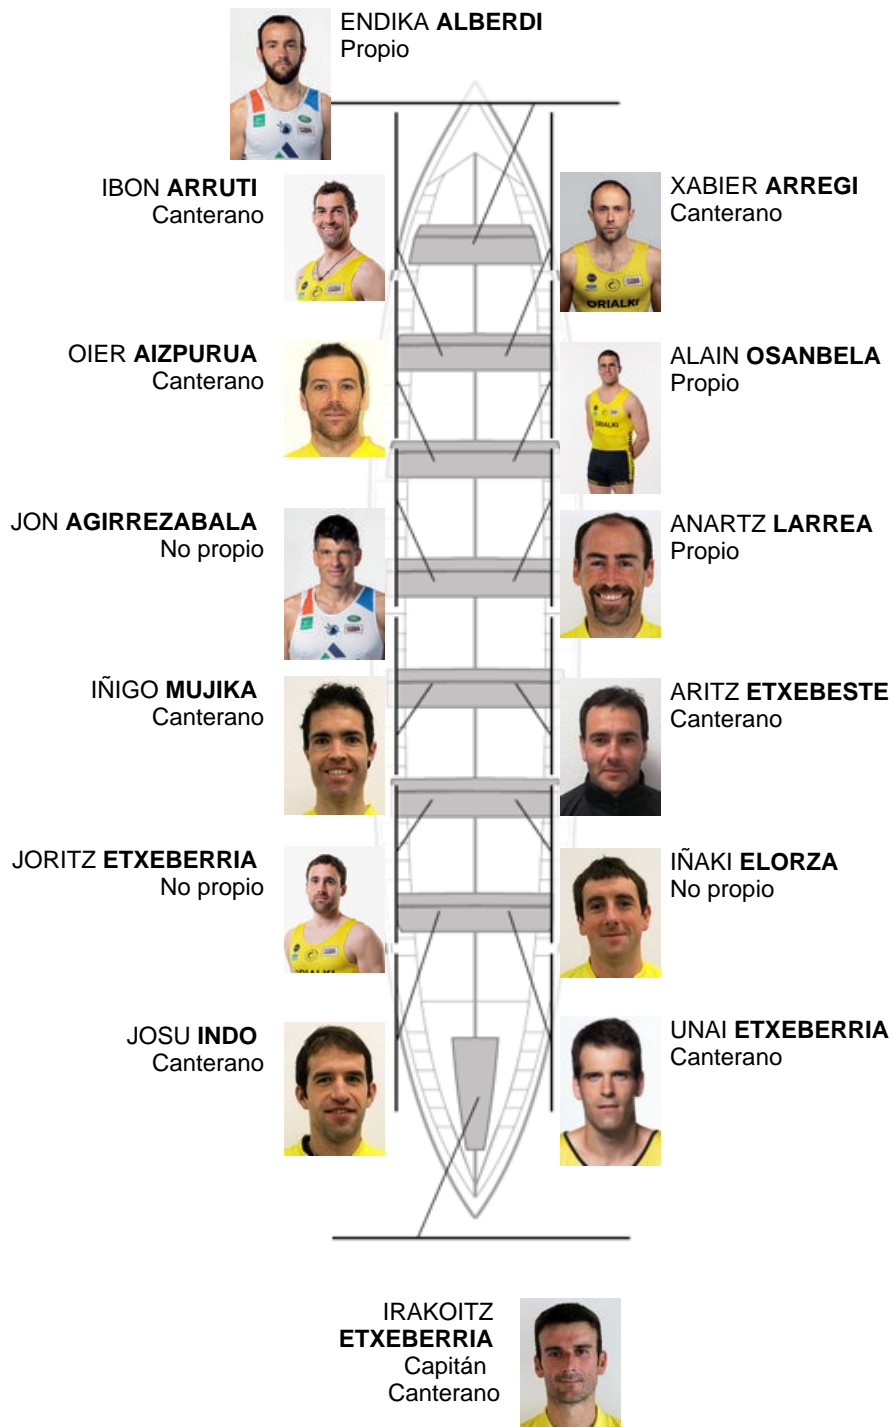 ENDIKA ALBERDI
Propio
IBON ARRUTI
Canterano
XABIER ARREGI
Canterano
ORIALKI
OIER AIZPURUA
Canterano
ALAIN OSANBELA
Propio
ORIALKI
JON AGIRREZABALA
No propio
ANARTZ LARREA
Propio
IÑIGO MUJIKA
Canterano
ARITZ ETXEBESTE
Canterano
JORITZ ETXEBERRIA
No propio
IÑAKI ELORZA
No propio
JOSU INDO
Canterano
UNAI ETXEBERRIA
Canterano
IRAKOITZ
ETXEBERRIA
Capitán
Canterano